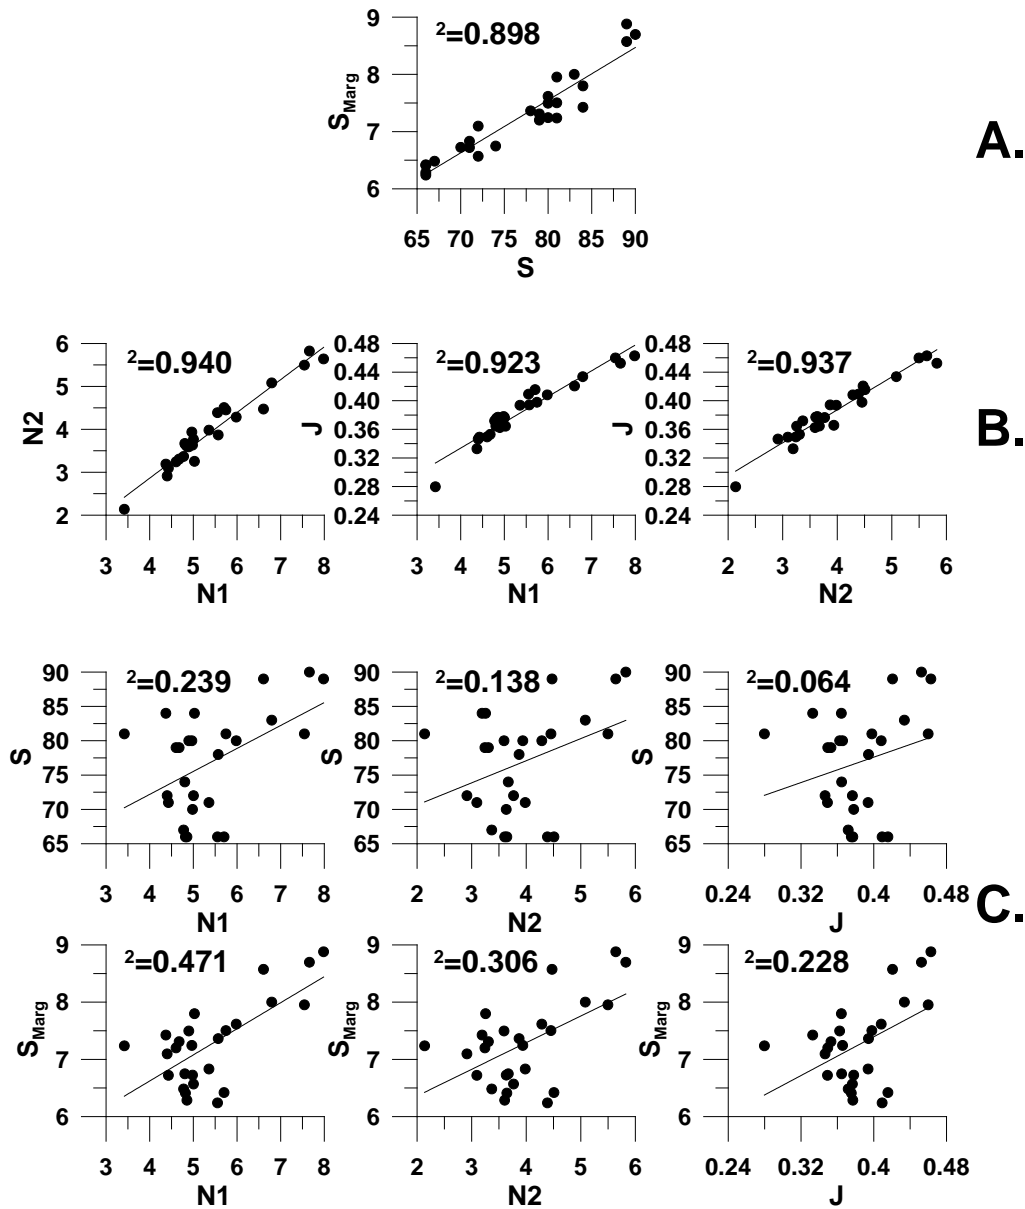 9
8
7
6
S_Marg
²=0.898
65 70 75 80 85 90
S
A.
6
5
4
3
2
N2
²=0.940
3 4 5 6 7 8
N1
0.48
0.40
0.36
0.32
0.28
0.24
J
²=0.923
3 4 5 6 7 8
N1
0.48
0.40
0.36
0.32
0.28
0.24
J
²=0.937
2 3 4 5 6
N2
B.
90
85
80
75
70
65
S
²=0.239
3 4 5 6 7 8
N1
90
85
80
75
70
65
S
²=0.138
2 3 4 5 6
N2
90
85
80
75
70
65
S
²=0.064
0.24 0.32 0.4 0.48
J
C.
9
8
7
6
S_Marg
²=0.471
3 4 5 6 7 8
N1
9
8
7
6
S_Marg
²=0.306
2 3 4 5 6
N2
9
8
7
6
S_Marg
²=0.228
0.24 0.32 0.4 0.48
J